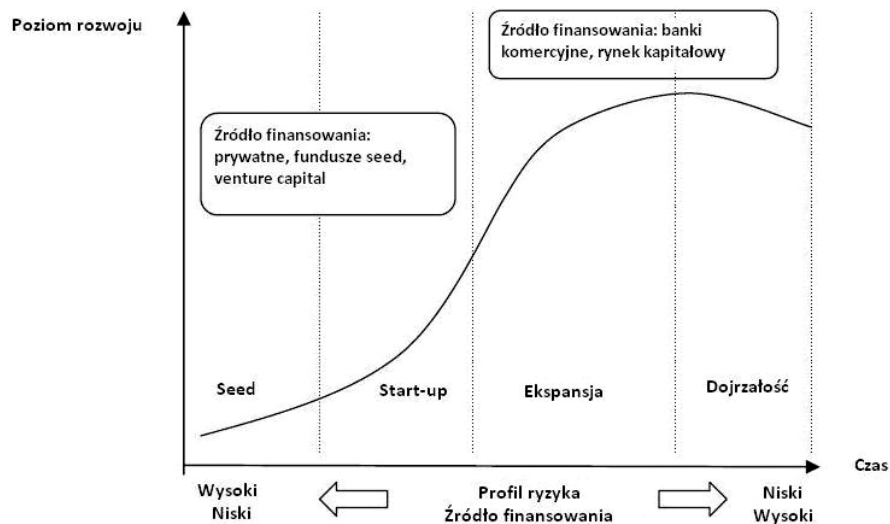 Poziom rozwoju
Źródło finansowania: banki
komercyjne, rynek kapitałowy
Źródło finansowania:
prywatne, fundusze seed,
venture capital
Seed
Start-up
Ekspansja
Dojrzałość
Czas
Wysoki
Niski
Profil ryzyka
Źródło finansowania
Niski
Wysoki